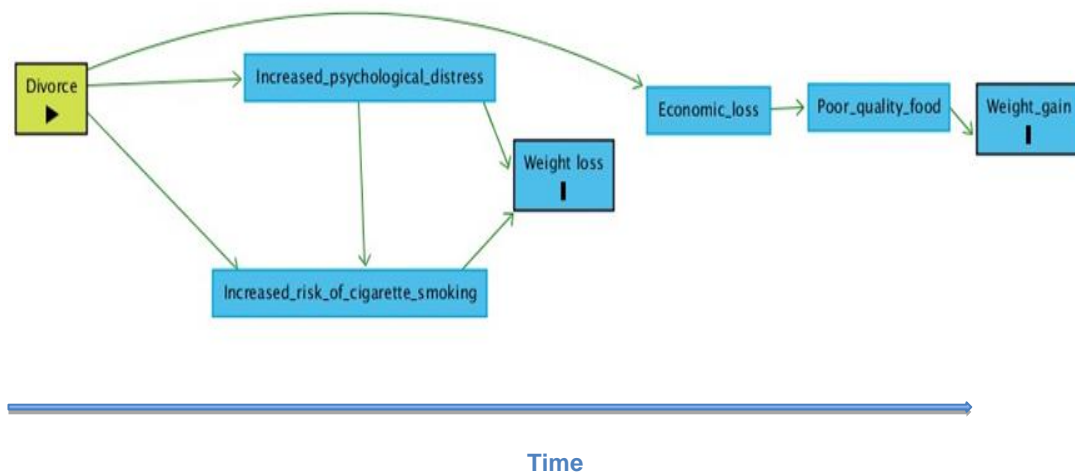 Divorce
Increased_psychological_distress
Economic_loss
Poor_quality_food
Weight_gain
Weight loss
Increased_risk_of_cigarette_smoking
Time